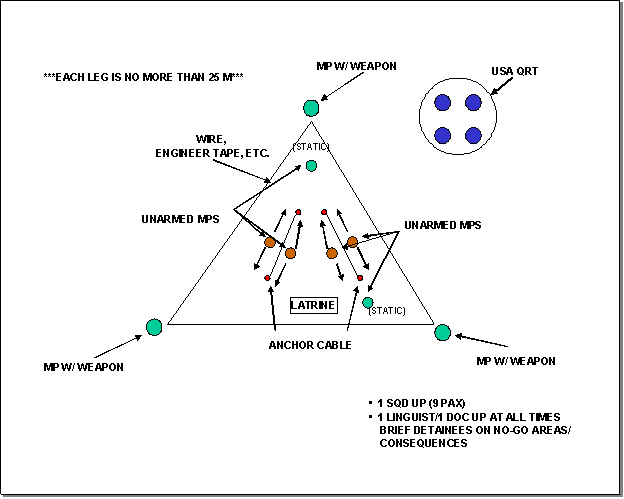 MP W/ WEAPON
USA QRT
***EACH LEG IS NO MORE THAN 25 M***
WIRE,
ENGINEER TAPE, ETC.
(STATIC)
UNARMED MPS
UNARMED MPS
LATRINE
(STATIC)
ANCHOR CABLE
MP W/ WEAPON
MP W/ WEAPON
• 1 SQD UP (9 PAX)
• 1 LINGUIST/1 DOC UP AT ALL TIMES
BRIEF DETAINEES ON NO-GO AREAS/
CONSEQUENCES